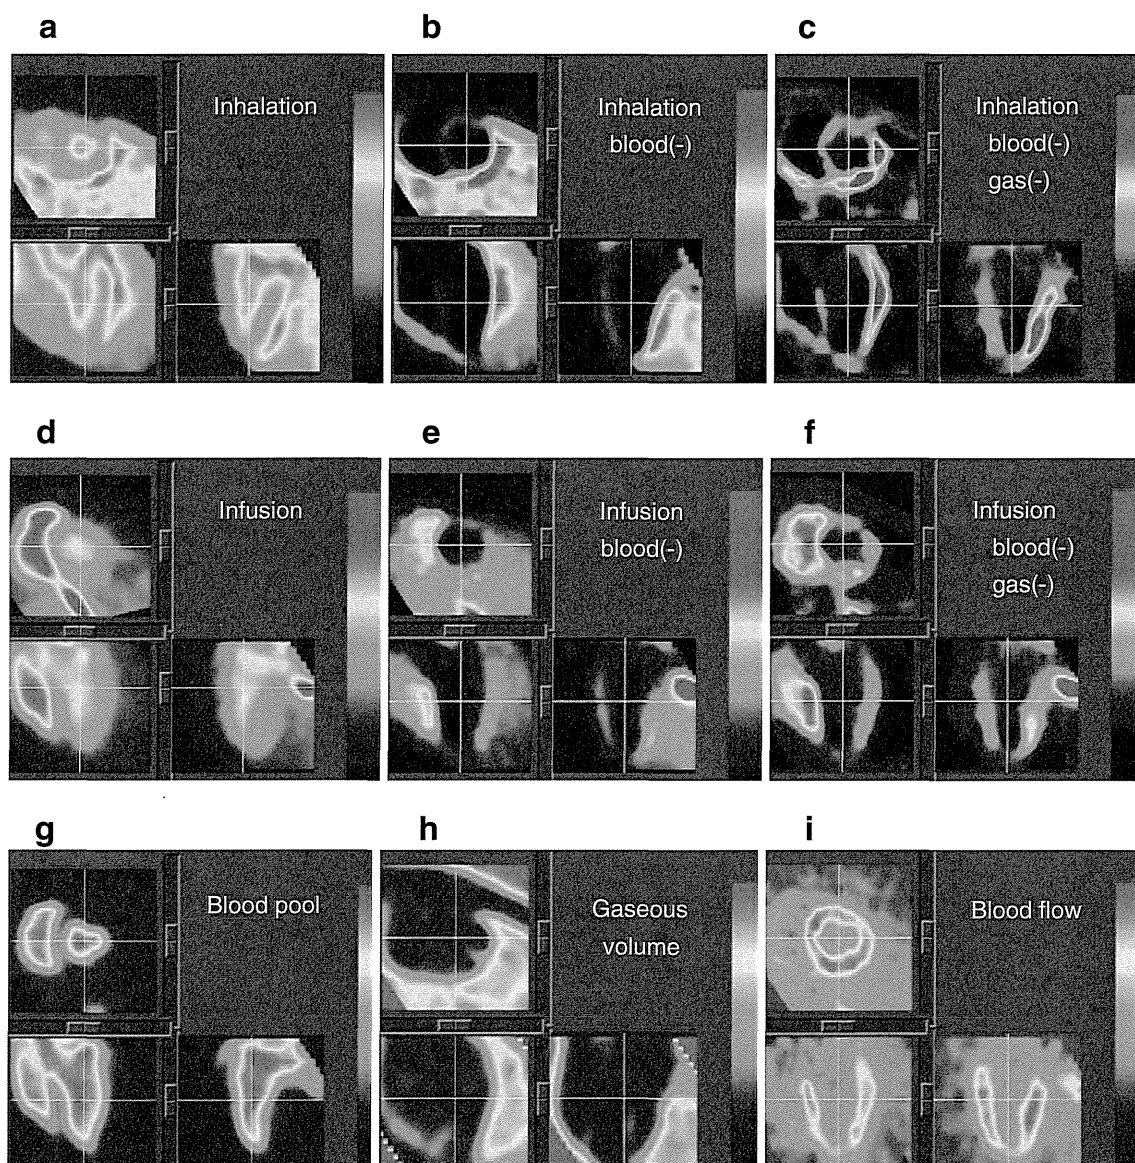 a
b
c
Inhalation
Inhalation
blood(-)
Inhalation
blood(-)
gas(-)
d
e
f
Infusion
Infusion
blood(-)
Infusion
blood(-)
gas(-)
g
h
i
Blood pool
Gaseous
volume
Blood flow